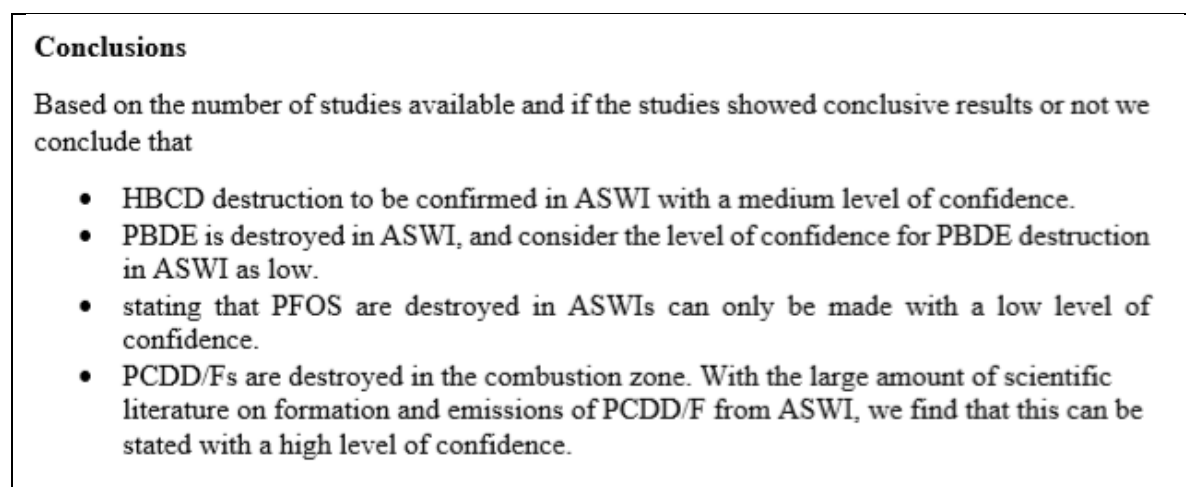 Conclusions
Based on the number of studies available and if the studies showed conclusive results or not we
conclude that
• HBCD destruction to be confirmed in ASWI with a medium level of confidence.
• PBDE is destroyed in ASWI, and consider the level of confidence for PBDE destruction
in ASWI as low.
• stating that PFOS are destroyed in ASWIs can only be made with a low level of
confidence.
• PCDD/Fs are destroyed in the combustion zone. With the large amount of scientific
literature on formation and emissions of PCDD/F from ASWI, we find that this can be
stated with a high level of confidence.